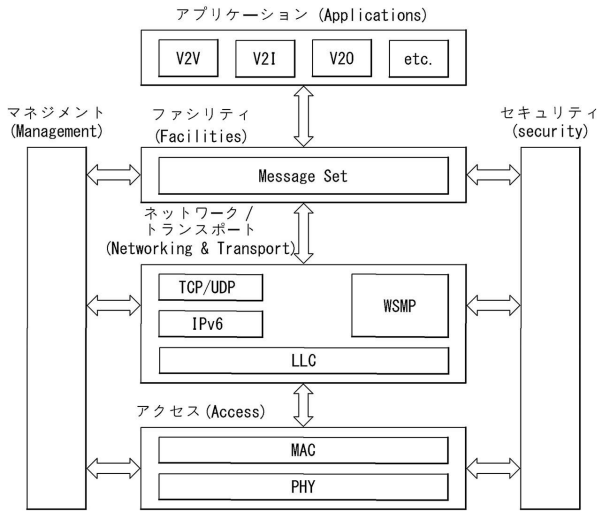 アプリケーション (Applications)
V2V
V2I
V2O
etc.
マネジメント
(Management)
ファシリティ
(Facilities)
セキュリティ
(security)
Message Set
ネットワーク/
トランスポート
(Networking & Transport)
TCP/UDP
IPv6
WSMP
LLC
アクセス(Access)
MAC
PHY